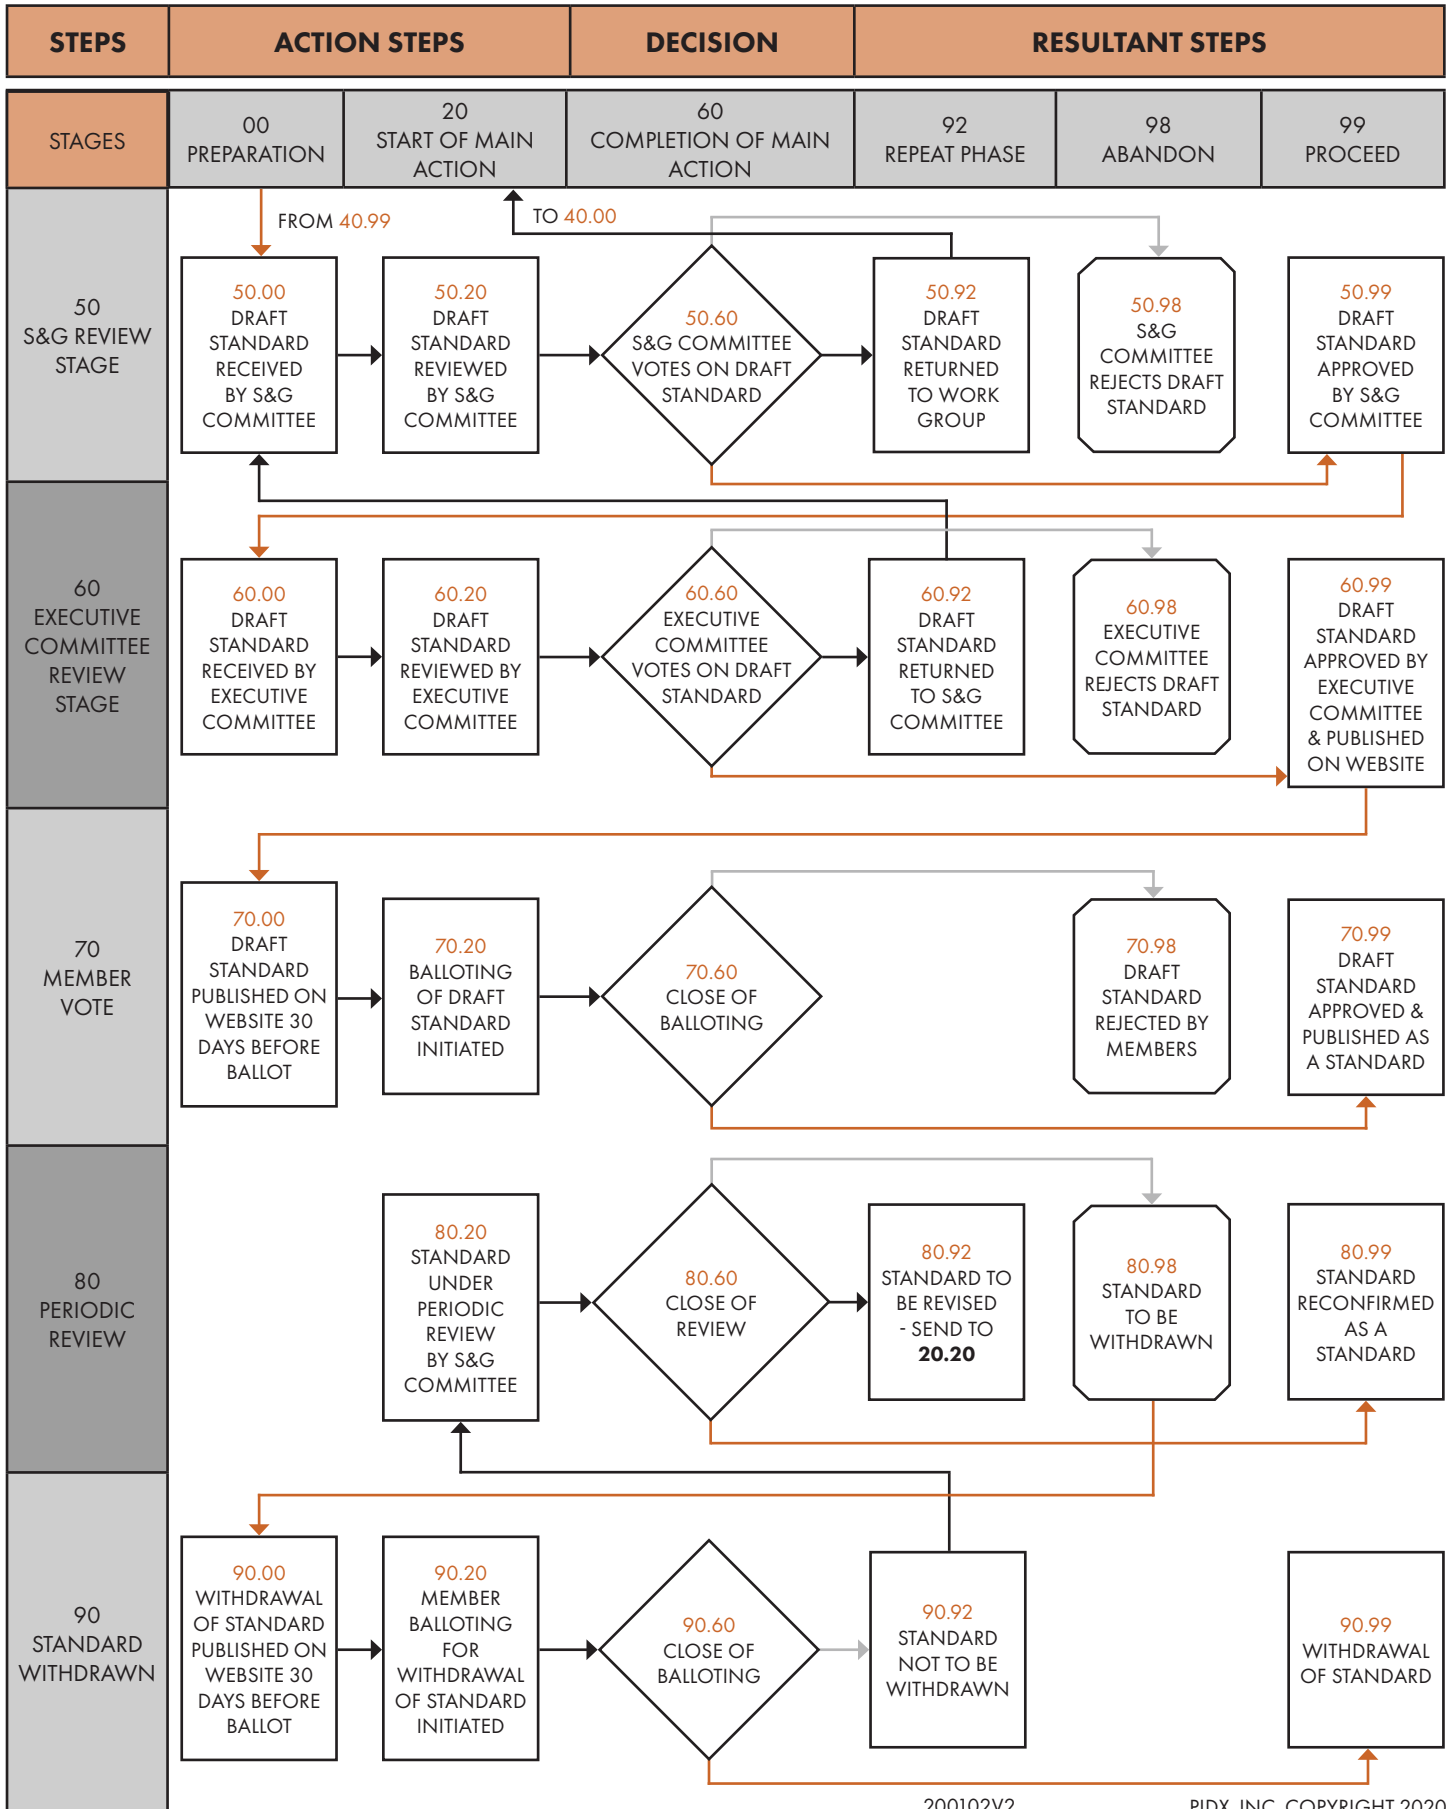 STEPS
ACTION STEPS
DECISION
RESULTANT STEPS
STAGES
00
PREPARATION
20
START OF MAIN
ACTION
60
COMPLETION OF MAIN
ACTION
92
REPEAT PHASE
98
ABANDON
99
PROCEED
FROM 40.99
TO 40.00
50
S&G REVIEW
STAGE
50.00
DRAFT
STANDARD
RECEIVED
BY S&G
COMMITTEE
50.20
DRAFT
STANDARD
REVIEWED
BY S&G
COMMITTEE
50.60
S&G COMMITTEE
VOTES ON DRAFT
STANDARD
50.92
DRAFT
STANDARD
RETURNED
TO WORK
GROUP
50.98
S&G
COMMITTEE
REJECTS DRAFT
STANDARD
50.99
DRAFT
STANDARD
APPROVED
BY S&G
COMMITTEE
60
EXECUTIVE
COMMITTEE
REVIEW
STAGE
60.00
DRAFT
STANDARD
RECEIVED BY
EXECUTIVE
COMMITTEE
60.20
DRAFT
STANDARD
REVIEWED BY
EXECUTIVE
COMMITTEE
60.60
EXECUTIVE
COMMITTEE
VOTES ON DRAFT
STANDARD
60.92
DRAFT
STANDARD
RETURNED
TO S&G
COMMITTEE
60.98
EXECUTIVE
COMMITTEE
REJECTS DRAFT
STANDARD
60.99
DRAFT
STANDARD
APPROVED BY
EXECUTIVE
COMMITTEE
& PUBLISHED
ON WEBSITE
70
MEMBER
VOTE
70.00
DRAFT
STANDARD
PUBLISHED ON
WEBSITE 30
DAYS BEFORE
BALLOT
70.20
BALLOTING
OF DRAFT
STANDARD
INITIATED
70.60
CLOSE OF
BALLOTING
70.98
DRAFT
STANDARD
REJECTED BY
MEMBERS
70.99
DRAFT
STANDARD
APPROVED &
PUBLISHED AS
A STANDARD
80
PERIODIC
REVIEW
80.20
STANDARD
UNDER
PERIODIC
REVIEW
BY S&G
COMMITTEE
80.60
CLOSE OF
REVIEW
80.92
STANDARD TO
BE REVISED
- SEND TO
20.20
80.98
STANDARD
TO BE
WITHDRAWN
80.99
STANDARD
RECONFIRMED
AS A
STANDARD
90
STANDARD
WITHDRAWN
90.00
WITHDRAWAL
OF STANDARD
PUBLISHED ON
WEBSITE 30
DAYS BEFORE
BALLOT
90.20
MEMBER
BALLOTING
FOR
WITHDRAWAL
OF STANDARD
INITIATED
90.60
CLOSE OF
BALLOTING
90.92
STANDARD
NOT TO BE
WITHDRAWN
90.99
WITHDRAWAL
OF STANDARD
200102V2
PIDX, INC. COPYRIGHT 2020